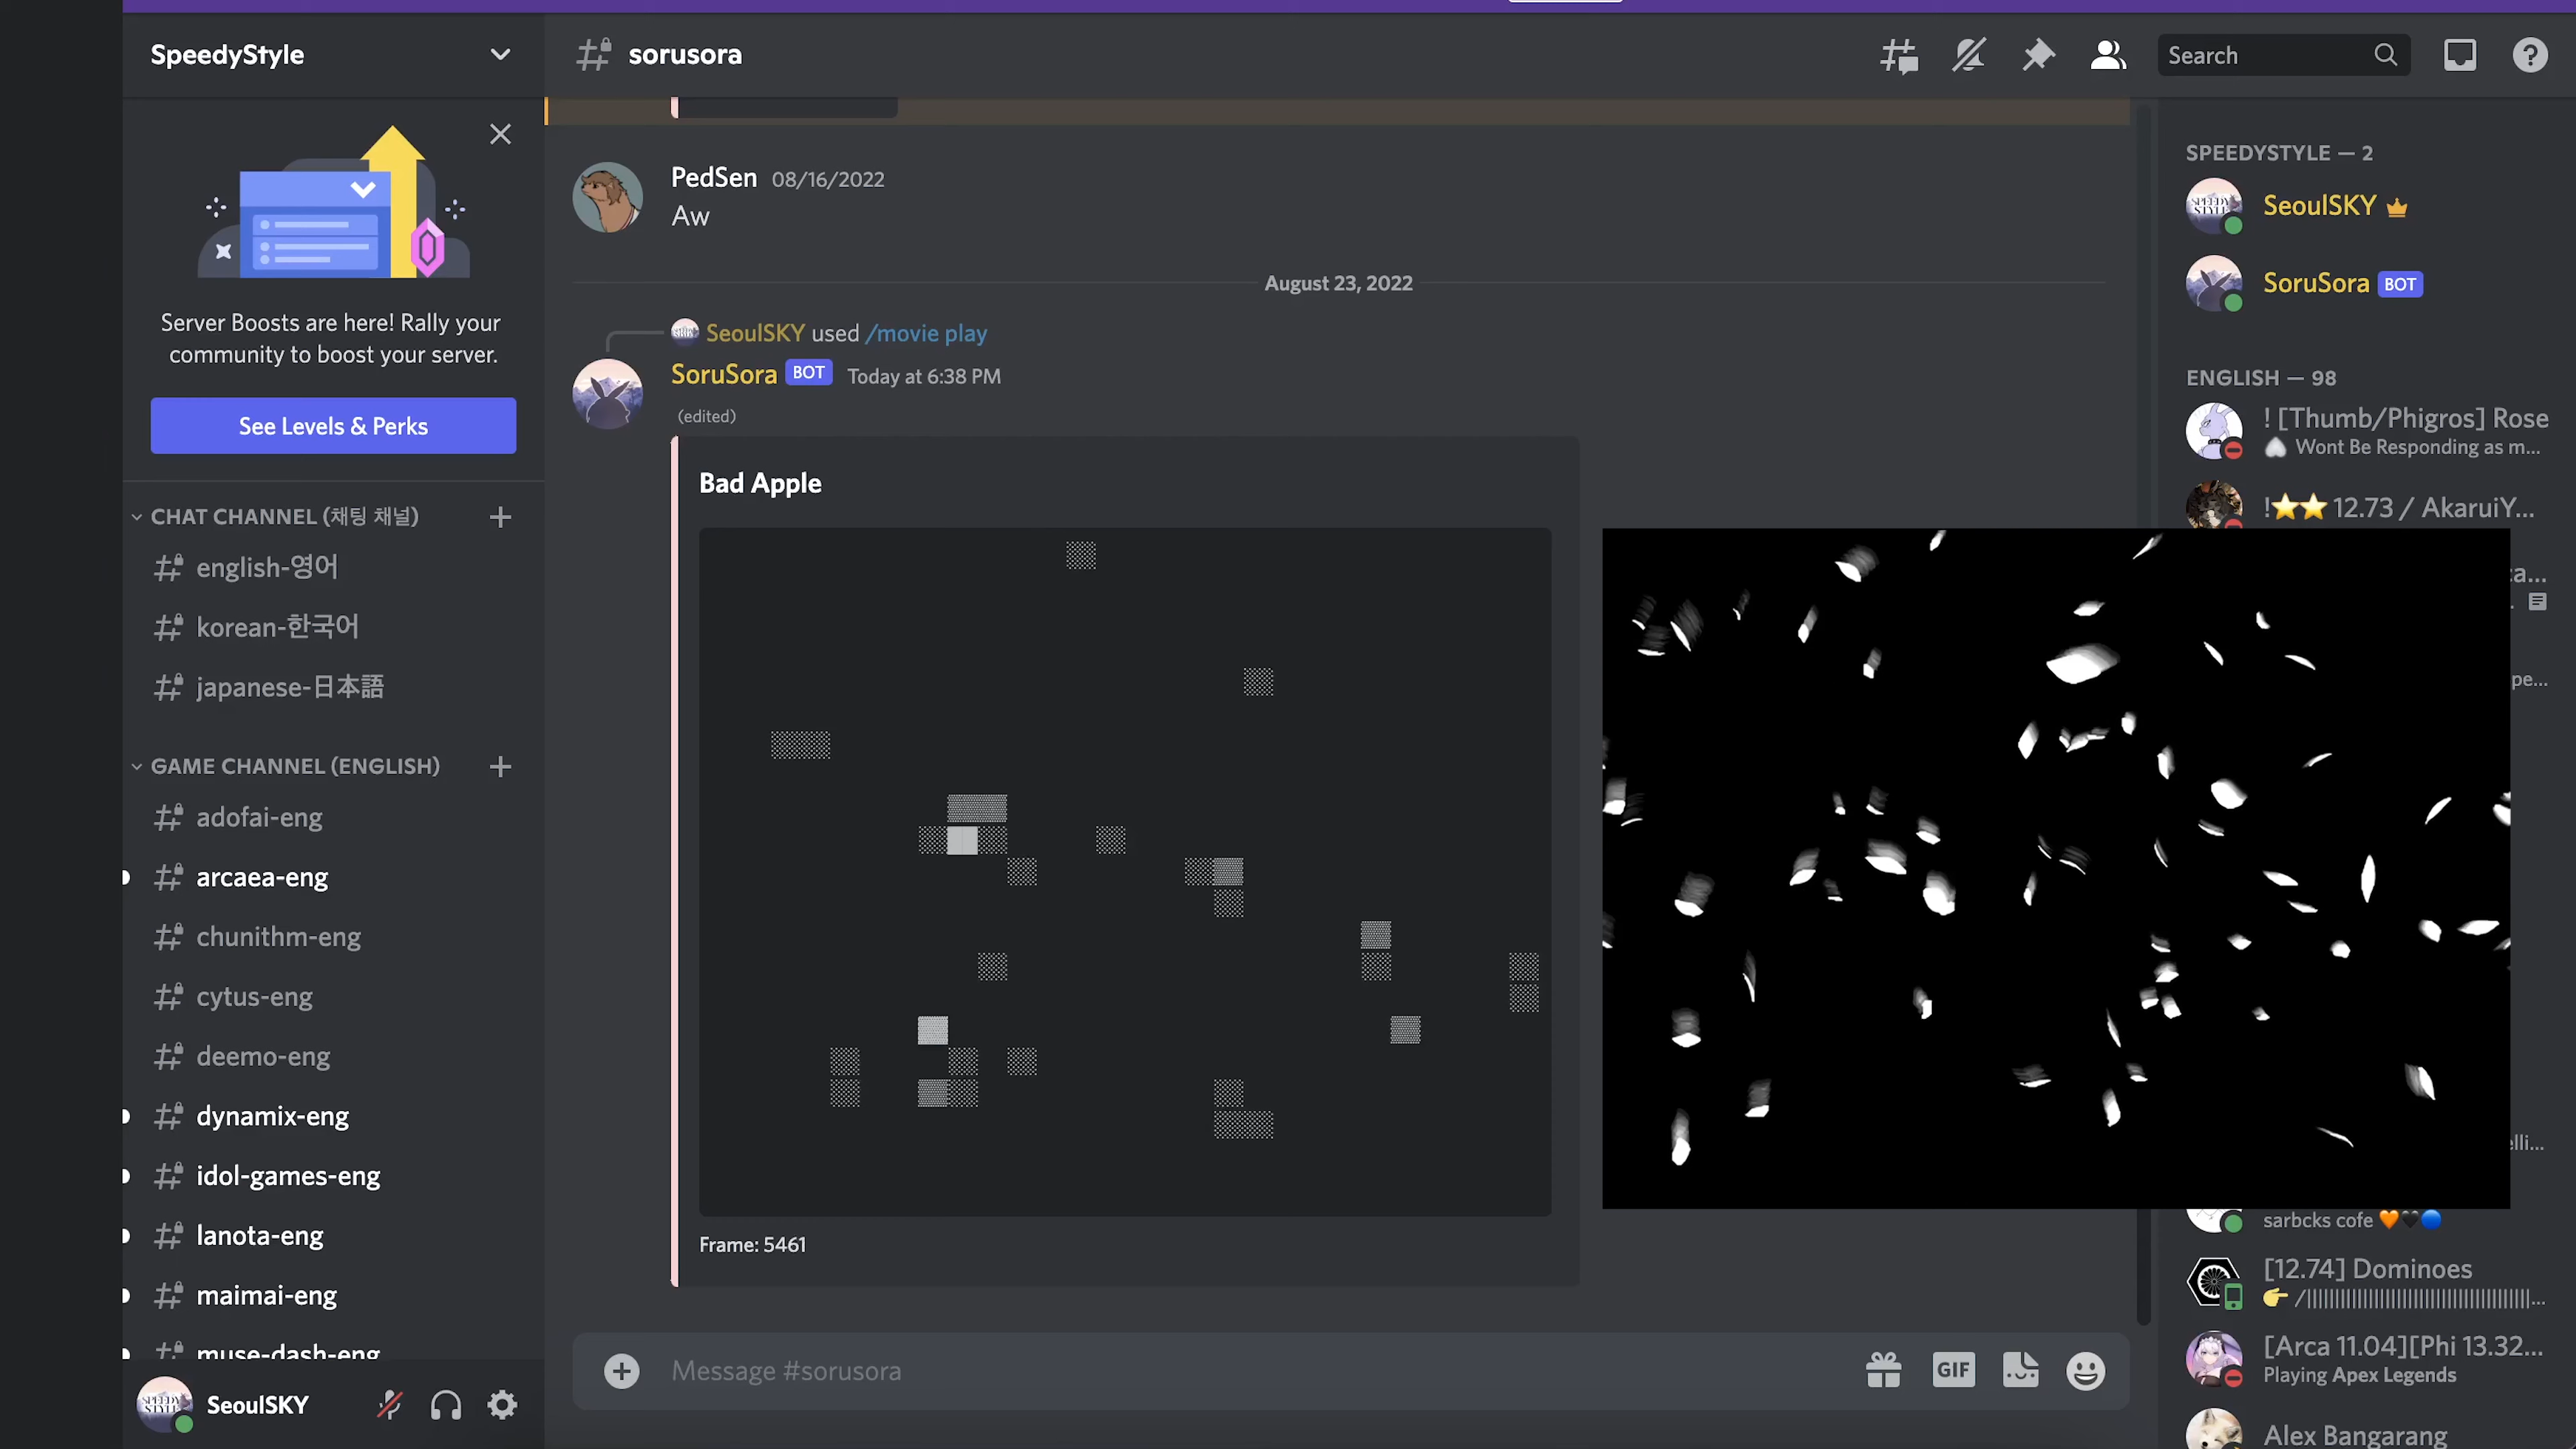 SpeedyStyle
Server Boosts are here! Rally your
community to boost your server.
See Levels & Perks
CHAT CHANNEL (채팅 채널)
english-영어
korean-한국어
japanese-日本語
GAME CHANNEL (ENGLISH)
adofai-eng
arcaea-eng
chunithm-eng
cytus-eng
deemo-eng
dynamix-eng
idol-games-eng
lanota-eng
maimai-eng
muse-dash-eng
SeoulSKY
sorusora
Search
PedSen 08/16/2022
Aw
August 23, 2022
SeoulSKY used /movie play
SoruSora BOT Today at 6:38 PM
(edited)
Bad Apple
Frame: 5461
Message #sorusora
GIF
SPEEDYSTYLE — 2
SeoulSKY
SoruSora BOT
ENGLISH — 98
! [Thumb/Phigros] Rose
Wont Be Responding as m...
!⭐⭐ 12.73 / AkaruiY...
sarbcks cofe 🧡🖤🔵
[12.74] Dominoes
[Arca 11.04][Phi 13.32...
Playing Apex Legends
Alex Bangarang